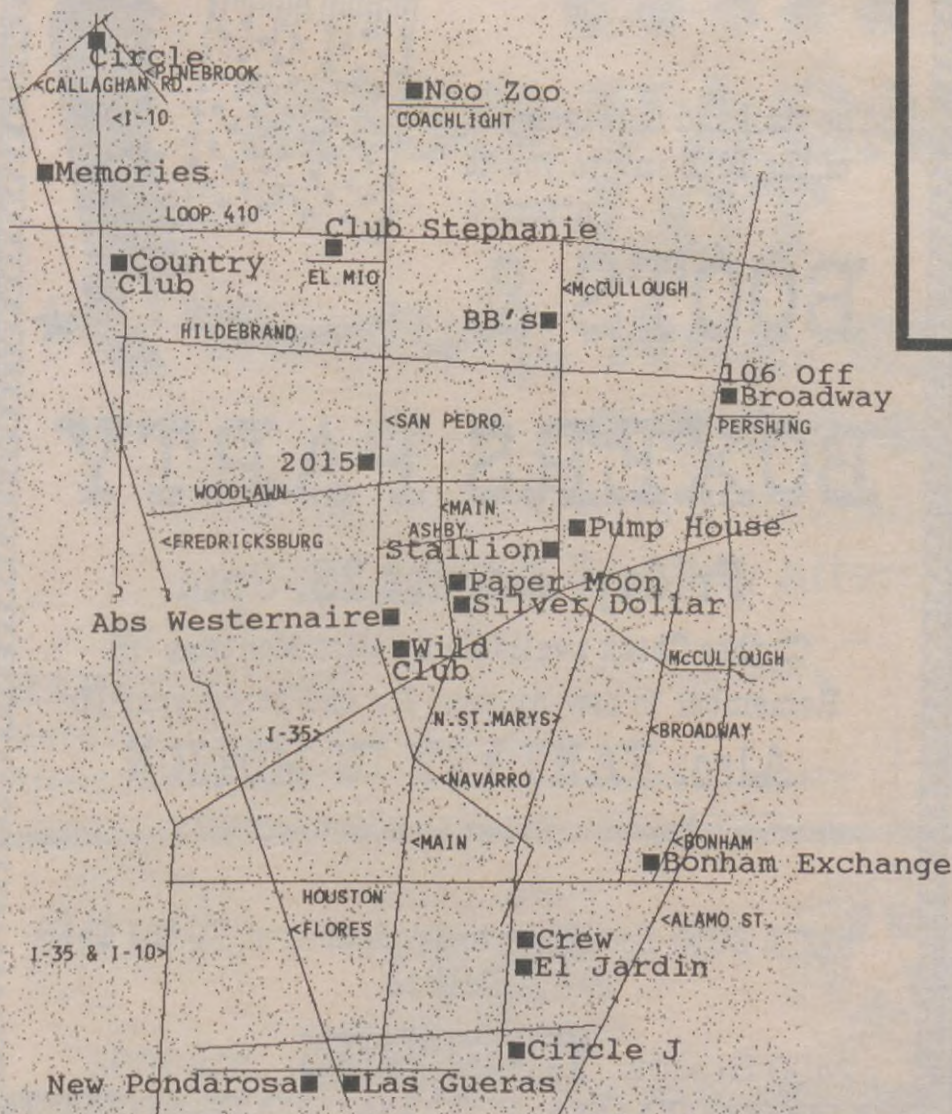 Circle
<PINEBROOK
<CALLAGHAN RD.
Noo Zoo
<I-10
COACHLIGHT
Memories
LOOP 410
Club Stephanie
Country
Club
EL MIO
<McCULLOUGH
BB's
HILDEBRAND
106 Off
Broadway
<SAN PEDRO
PERSHING
2015
WOODLAWN
<MAIN
ASHBY
Pump House
<FREDRICKSBURG
Stallion
Paper Moon
Silver Dollar
Abs Westernaire
Wild
Club
McCULLOUGH
N.ST.MARYS>
I-35>
<BROADWAY
<NAVARRO
<MAIN
<BONHAM
Bonham Exchange
HOUSTON
<FLORES
<ALAMO ST.
I-35 & I-10>
Crew
El Jardin
Circle J
New Pondarosa
Las Gueras